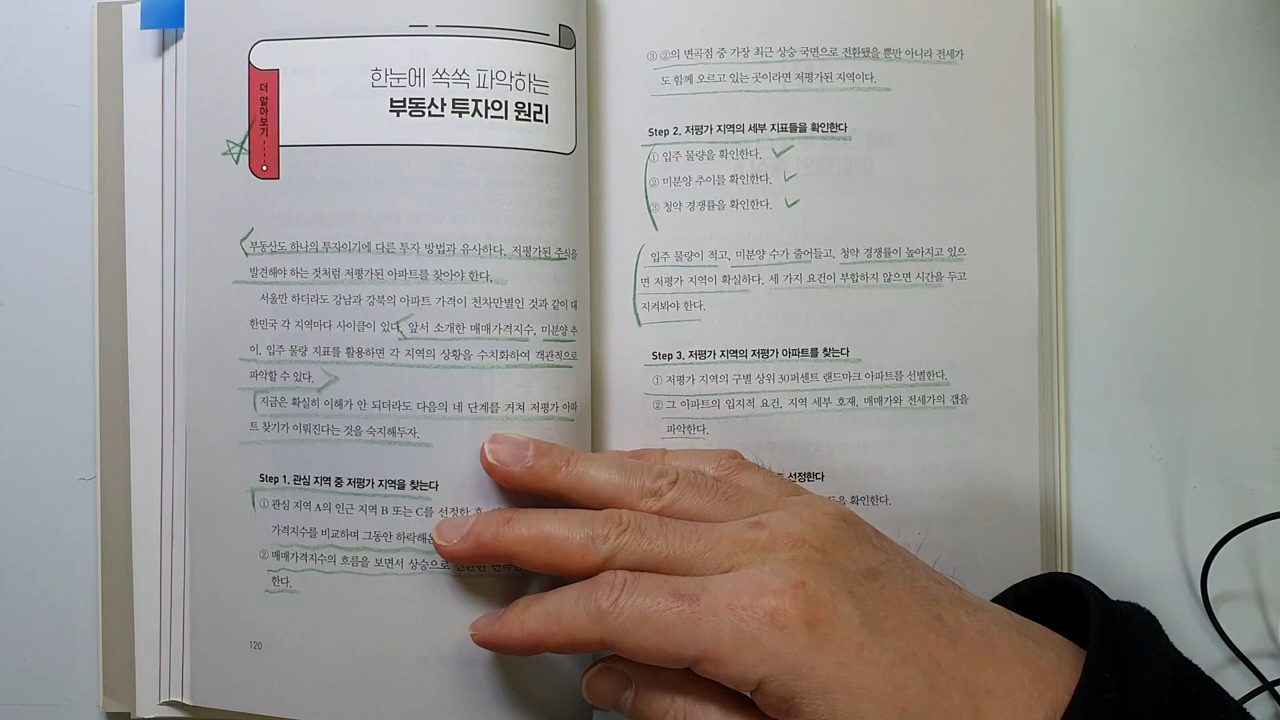 한눈에 쏙쏙 파악하는
부동산 투자의 원리
더 알아보기
부동산도 하나의 투자이기에 다른 투자 방법과 유사하다. 저평가된 주식을
발견해야 하는 것처럼 저평가된 아파트를 찾아야 한다.
서울만 하더라도 강남과 강북의 아파트 가격이 천차만별인 것과 같이 대
한민국 각 지역마다 사이클이 있다. 앞서 소개한 매매가격지수, 미분양 추
이, 입주 물량 지표를 활용하면 각 지역의 상황을 수치화하여 객관적으로
파악할 수 있다.
지금은 확실히 이해가 안 되더라도 다음의 네 단계를 거쳐 저평가 아파
트 찾기가 이뤄진다는 것을 숙지해두자.
Step 1. 관심 지역 중 저평가 지역을 찾는다
① 관심 지역 A의 인근 지역 B 또는 C를 선정한 후
가격지수를 비교하며 그동안 하락해온
② 매매가격지수의 흐름을 보면서 상승으로
한다.
120
③ ②의 변곡점 중 가장 최근 상승 국면으로 전환됐을 뿐만 아니라 전세가
도 함께 오르고 있는 곳이라면 저평가된 지역이다.
Step 2. 저평가 지역의 세부 지표들을 확인한다
① 입주 물량을 확인한다.
② 미분양 추이를 확인한다.
③ 청약 경쟁률을 확인한다.
입주 물량이 적고, 미분양 수가 줄어들고, 청약 경쟁률이 높아지고 있으
면 저평가 지역이 확실하다. 세 가지 요건이 부합하지 않으면 시간을 두고
지켜봐야 한다.
Step 3. 저평가 지역의 저평가 아파트를 찾는다
① 저평가 지역의 구별 상위 30퍼센트 랜드마크 아파트를 선별한다.
② 그 아파트의 입지적 요건, 지역 세부 호재, 매매가와 전세가의 갭을
파악한다.
선정한다
확인한다.